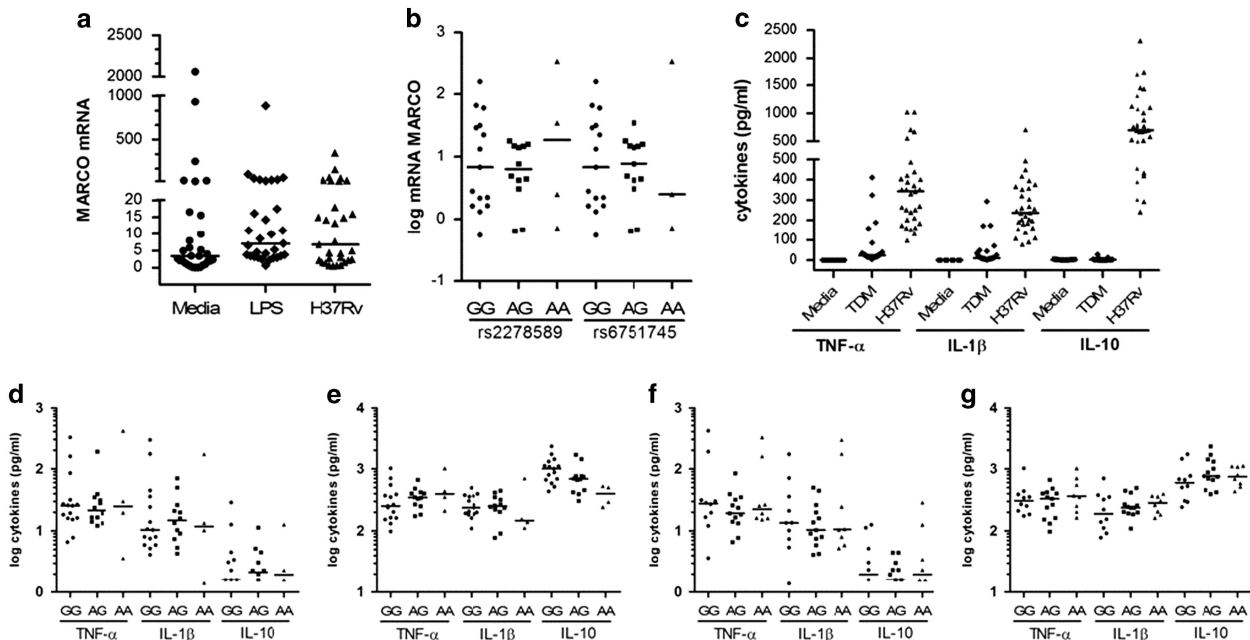 a
MARCO mRNA
2500
2000
1000
500
20
15
10
5
0
Media LPS H37Rv
b
log mRNA MARCO
3
2
1
0
-1
GG AG AA GG AG AA
rs2278589 rs6751745
c
cytokines (pg/ml)
2500
2000
1500
1000
500
500
400
300
200
100
0
Media TDM H37Rv Media TDM H37Rv Media TDM H37Rv
TNF-α IL-1β IL-10
d
log cytokines (pg/ml)
3
2
1
0
GG AG AA GG AG AA GG AG AA
TNF-α IL-1β IL-10
e
log cytokines (pg/ml)
4
3
2
1
GG AG AA GG AG AA GG AG AA
TNF-α IL-1β IL-10
f
log cytokines (pg/ml)
3
2
1
0
GG AG AA GG AG AA GG AG AA
TNF-α IL-1β IL-10
g
log cytokines (pg/ml)
4
3
2
1
GG AG AA GG AG AA GG AG AA
TNF-α IL-1β IL-10